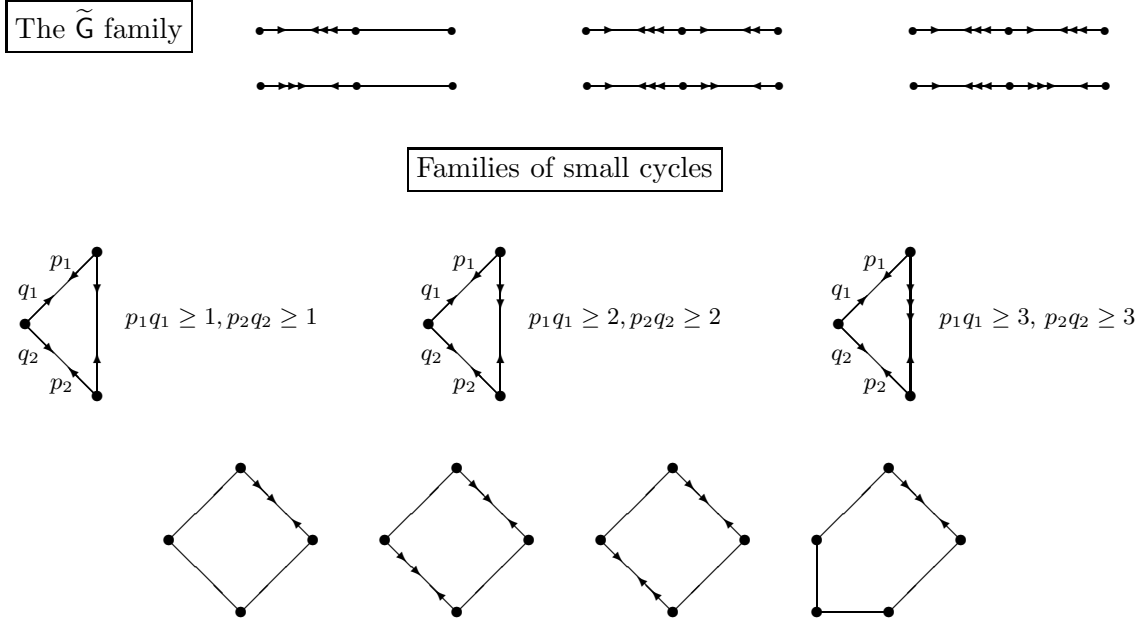 The G̃ family
Families of small cycles
p₁
q₁
p₁q₁ ≥ 1, p₂q₂ ≥ 1
q₂
p₂
p₁
q₁
p₁q₁ ≥ 2, p₂q₂ ≥ 2
q₂
p₂
p₁
q₁
p₁q₁ ≥ 3, p₂q₂ ≥ 3
q₂
p₂